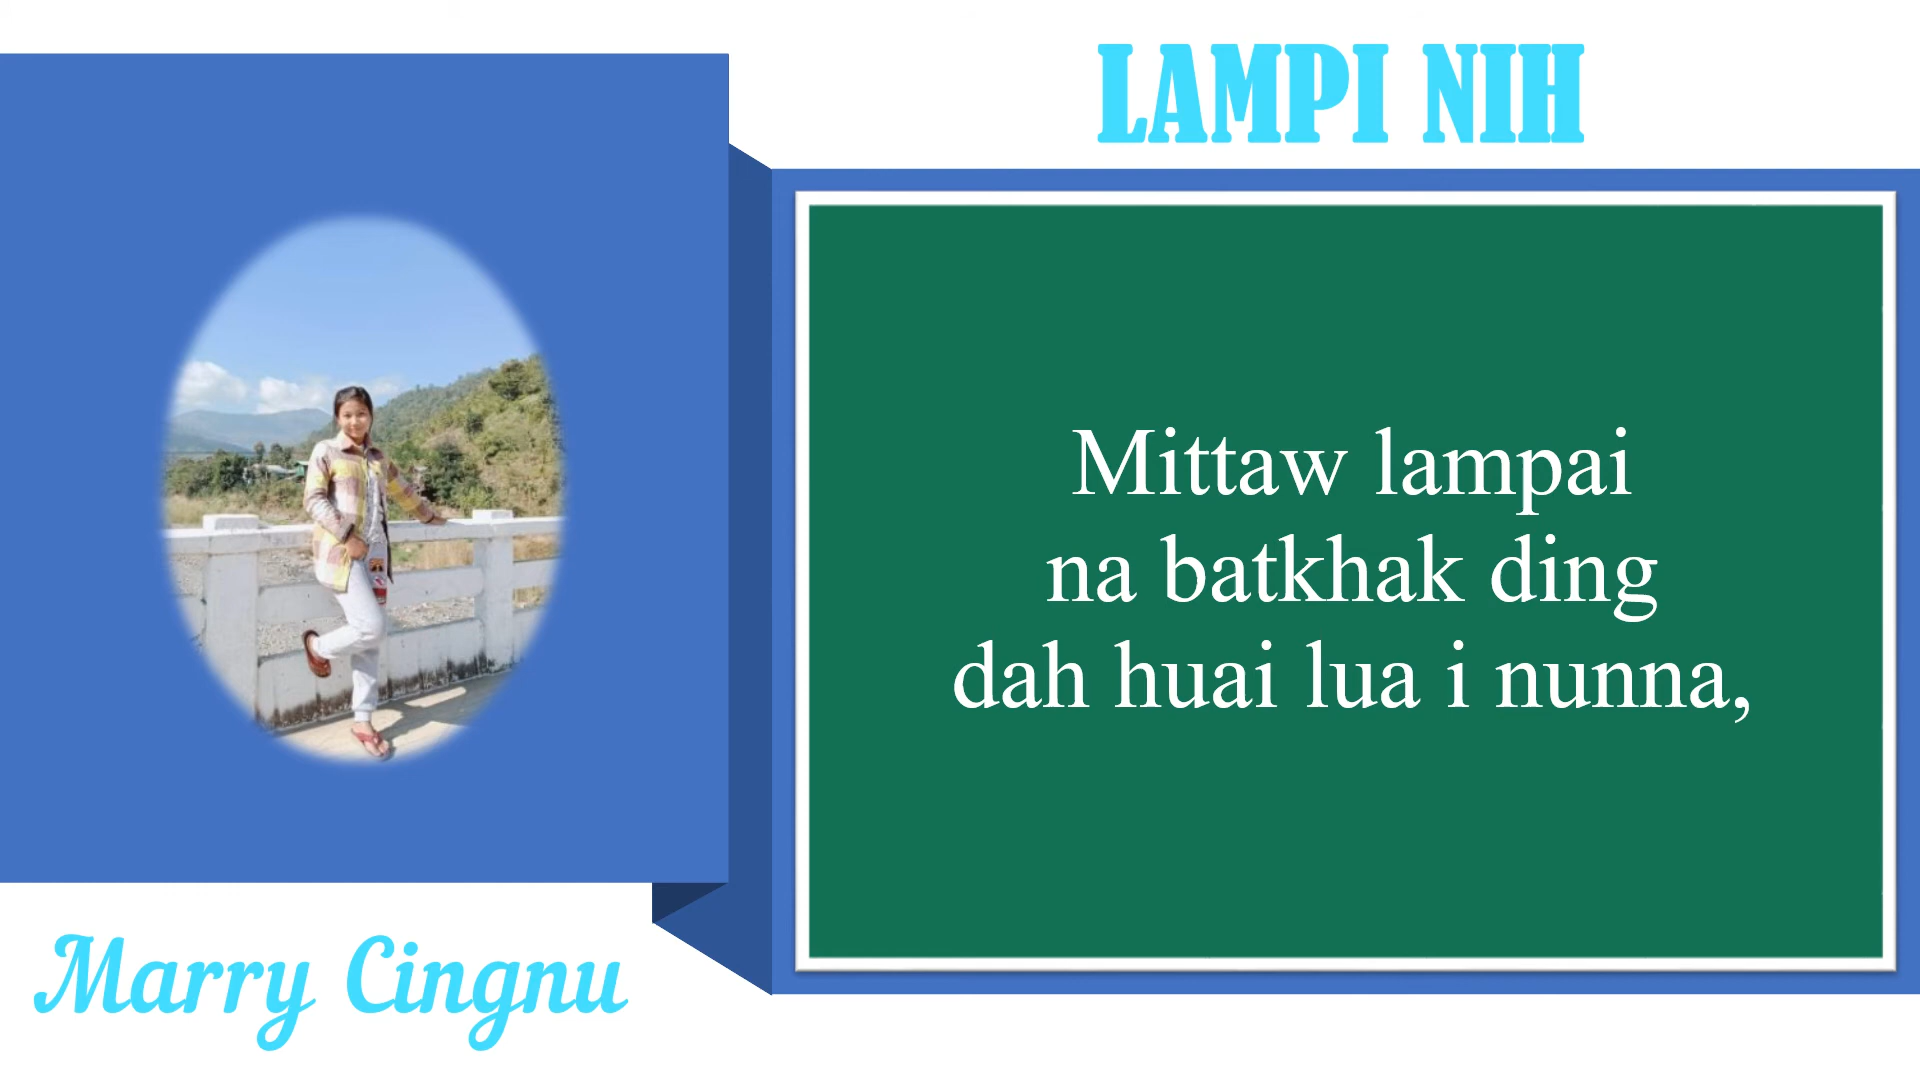 LAMPI NIH
Mittaw lampai
na batkhak ding
dah huai lua i nunna,
Marry Cingnu